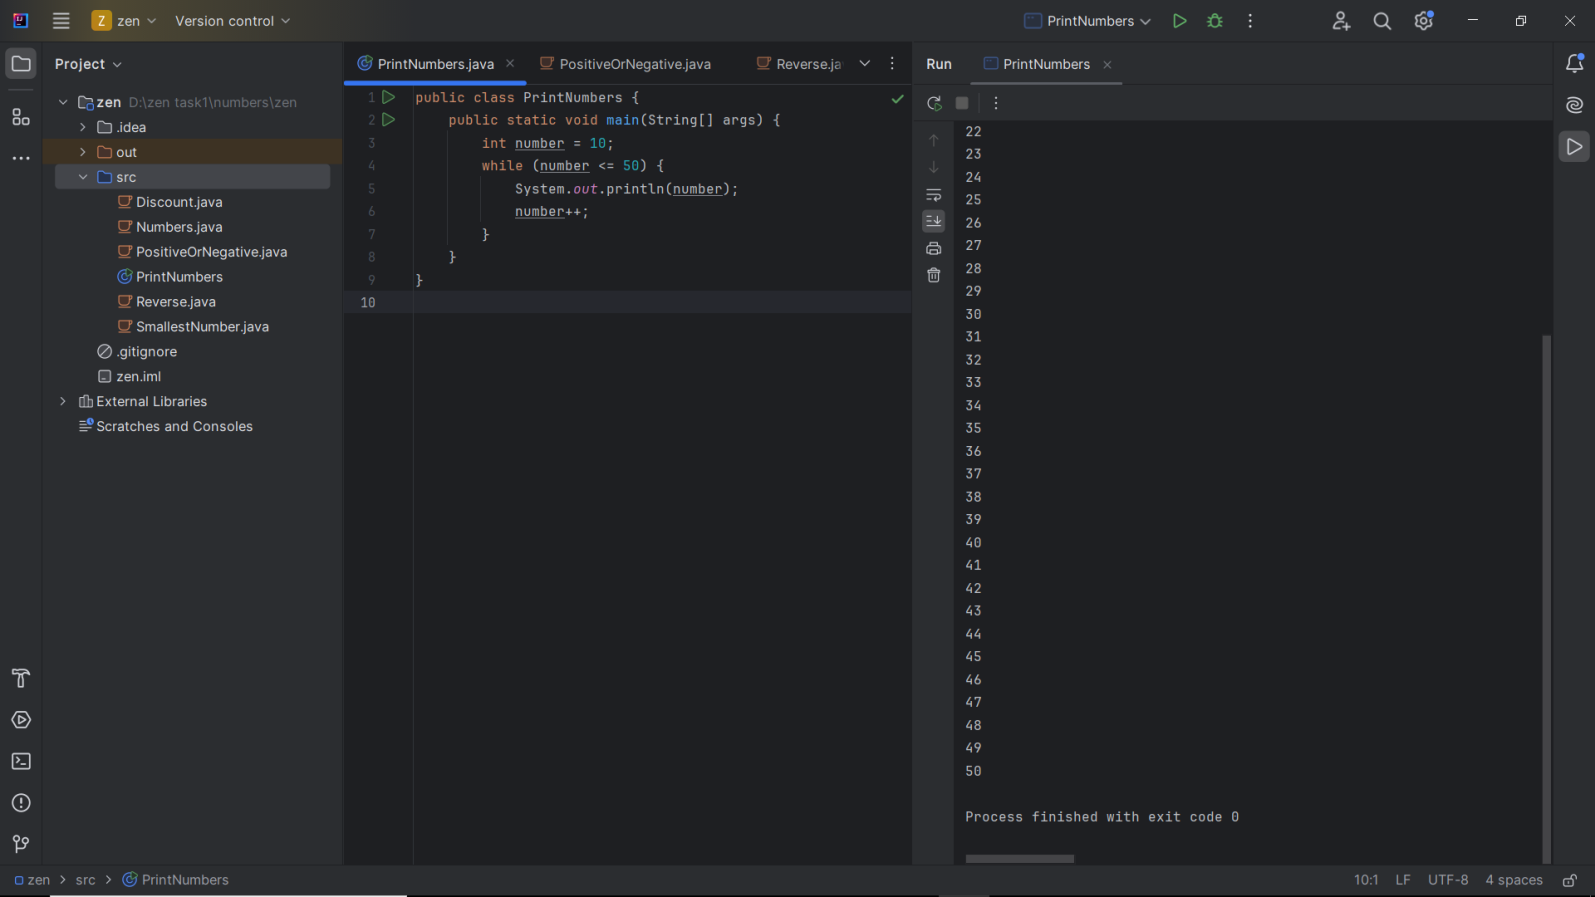 Z zen Version control PrintNumbers
Project
PrintNumbers.java PositiveOrNegative.java Reverse.ja
Run PrintNumbers
zen D:\zen task1\numbers\zen
.idea
out
src
Discount.java
Numbers.java
PositiveOrNegative.java
PrintNumbers
Reverse.java
SmallestNumber.java
.gitignore
zen.iml
External Libraries
Scratches and Consoles
1 public class PrintNumbers {
2 public static void main(String[] args) {
3 int number = 10;
4 while (number <= 50) {
5 System.out.println(number);
6 number++;
7 }
8 }
9 }
10
22
23
24
25
26
27
28
29
30
31
32
33
34
35
36
37
38
39
40
41
42
43
44
45
46
47
48
49
50
Process finished with exit code 0
zen > src > PrintNumbers
10:1 LF UTF-8 4 spaces